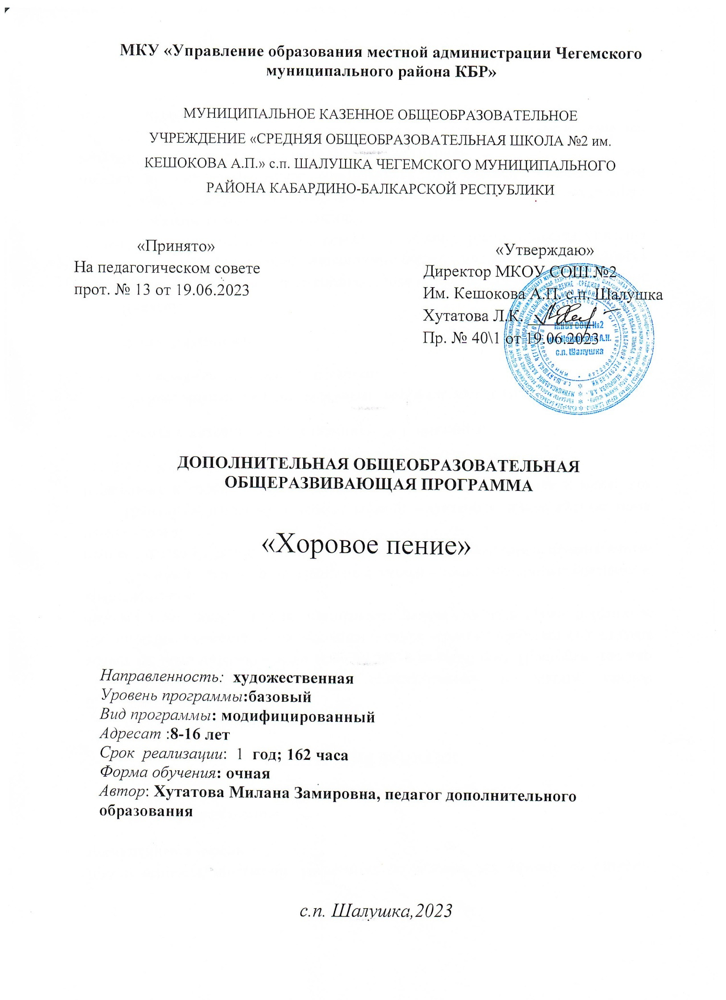 МКУ «Управление образования местной администрации Чегемского
муниципального района КБР»
МУНИЦИПАЛЬНОЕ КАЗЕННОЕ ОБЩЕОБРАЗОВАТЕЛЬНОЕ
УЧРЕЖДЕНИЕ «СРЕДНЯЯ ОБЩЕОБРАЗОВАТЕЛЬНАЯ ШКОЛА №2 им.
КЕШОКОВА А.П.» с.п. ШАЛУШКА ЧЕГЕМСКОГО МУНИЦИПАЛЬНОГО
РАЙОНА КАБАРДИНО-БАЛКАРСКОЙ РЕСПУБЛИКИ
«Принято»
На педагогическом совете
прот. № 13 от 19.06.2023
«Утверждаю»
Директор МКОУ СОШ №2
Им. Кешокова А.П. с.п. Шалушка
Хутатова Л.К.
Пр. № 40\1 от 19.06.2023
МКОУ СОШ №2
им. Кешокова А.П.
с.п. Шалушка
ДОПОЛНИТЕЛЬНАЯ ОБЩЕОБРАЗОВАТЕЛЬНАЯ
ОБЩЕРАЗВИВАЮЩАЯ ПРОГРАММА
«Хоровое пение»
Направленность: художественная
Уровень программы:базовый
Вид программы: модифицированный
Адресат :8-16 лет
Срок реализации: 1 год; 162 часа
Форма обучения: очная
Автор: Хутатова Милана Замировна, педагог дополнительного
образования
с.п. Шалушка,2023